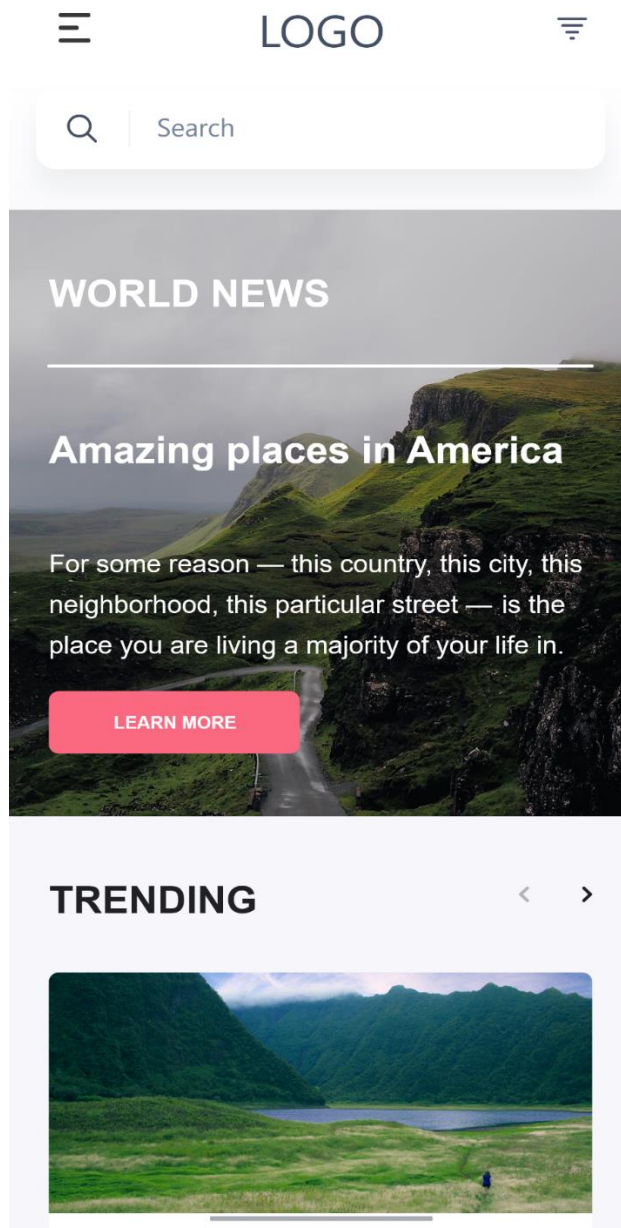 LOGO
Search
WORLD NEWS
Amazing places in America
For some reason — this country, this city, this
neighborhood, this particular street — is the
place you are living a majority of your life in.
LEARN MORE
TRENDING